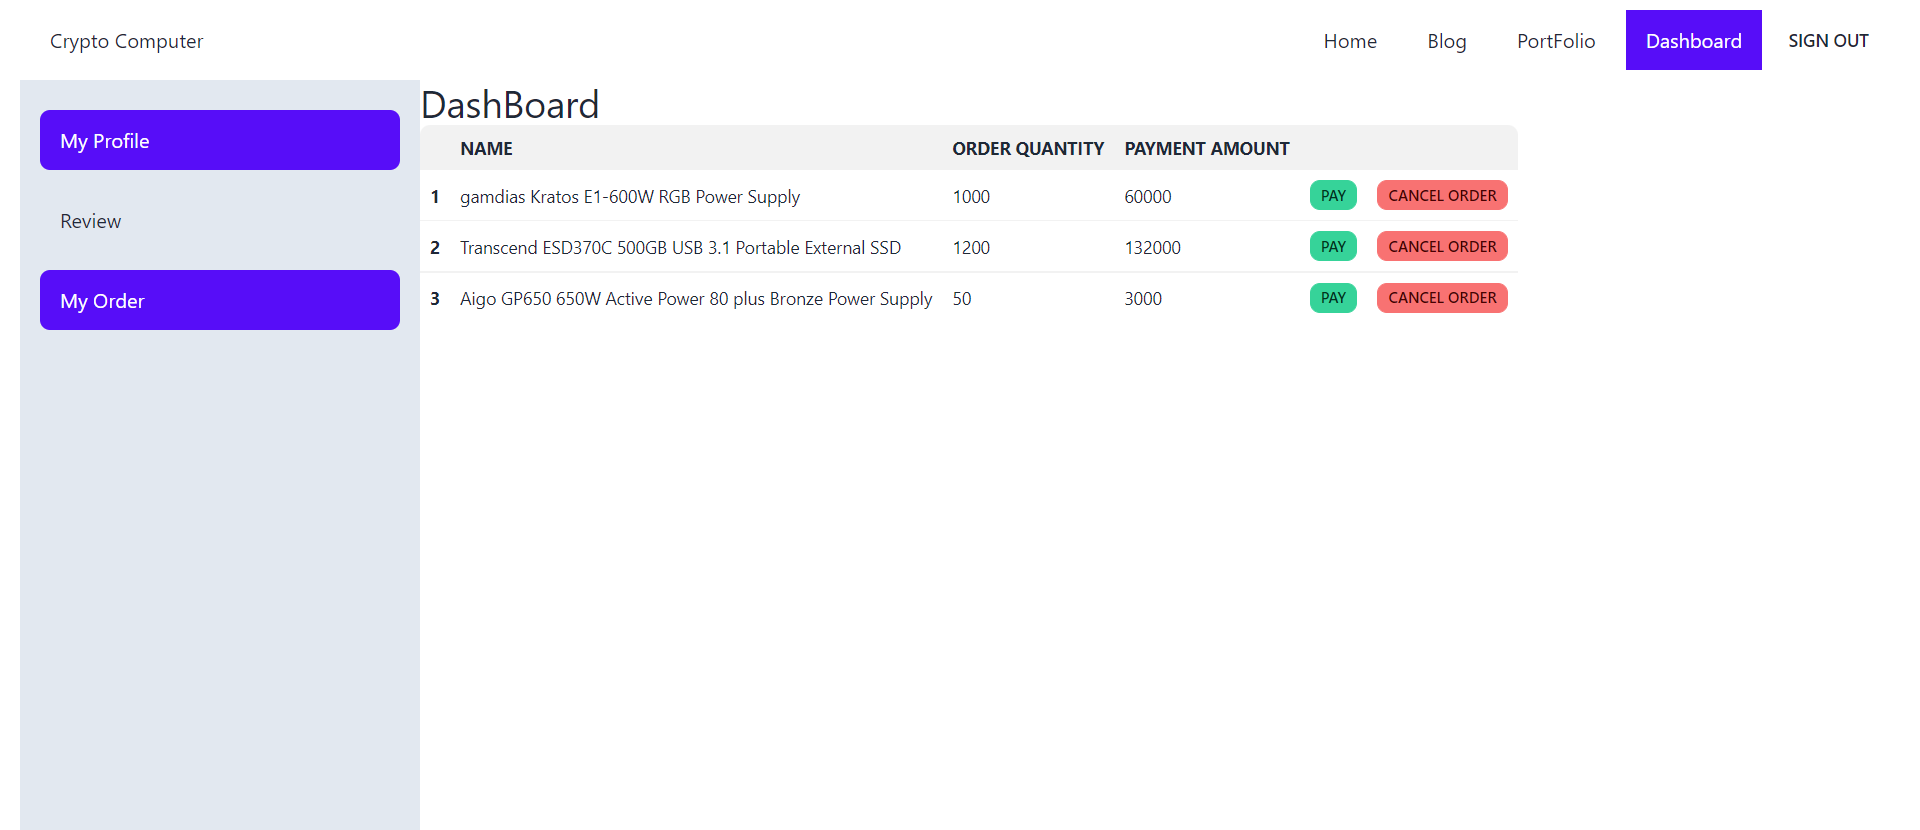 Crypto Computer Home Blog PortFolio Dashboard SIGN OUT
My Profile
Review
My Order
DashBoard
NAME ORDER QUANTITY PAYMENT AMOUNT
1 gamdias Kratos E1-600W RGB Power Supply 1000 60000 PAY CANCEL ORDER
2 Transcend ESD370C 500GB USB 3.1 Portable External SSD 1200 132000 PAY CANCEL ORDER
3 Aigo GP650 650W Active Power 80 plus Bronze Power Supply 50 3000 PAY CANCEL ORDER